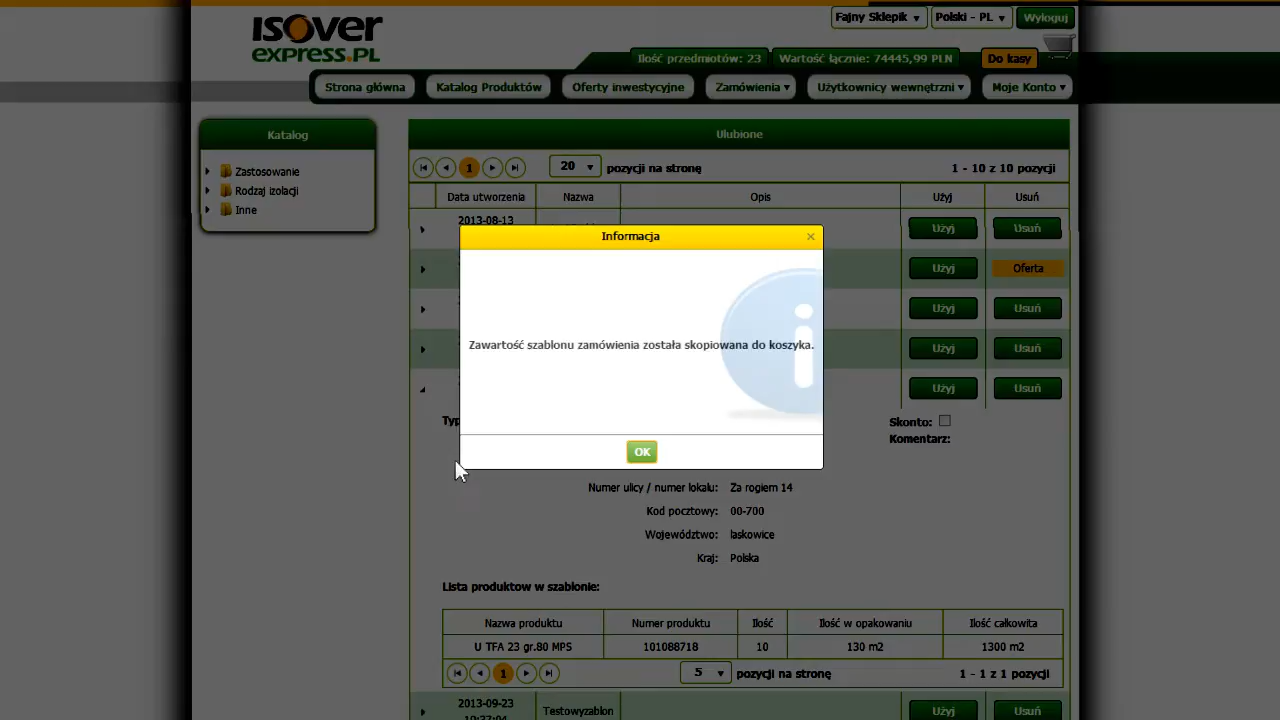 ISOVER
EXPRESS.PL
Fajny Sklepik
Polski - PL
Wyloguj
Ilość przedmiotów: 23
Wartość łącznie: 74445,99 PLN
Do kasy
Strona główna
Katalog Produktów
Oferty inwestycyjne
Zamówienia
Użytkownicy wewnętrzni
Moje Konto
Katalog
Zastosowanie
Rodzaj izolacji
Inne
Ulubione
1
20
pozycji na stronę
1 - 10 z 10 pozycji
Data utworzenia
Nazwa
Opis
Użyj
Usuń
2013-08-13
Użyj
Usuń
Użyj
Oferta
Użyj
Usuń
Użyj
Usuń
Użyj
Usuń
Informacja
Zawartość szablonu zamówienia została skopiowana do koszyka.
OK
Skonto:
Komentarz:
Numer ulicy / numer lokalu: Za rogiem 14
Kod pocztowy: 00-700
Województwo: laskowice
Kraj: Polska
Lista produktow w szablonie:
Nazwa produktu
Numer produktu
Ilość
Ilość w opakowaniu
Ilość całkowita
U TFA 23 gr.80 MPS
101088718
10
130 m2
1300 m2
1
5
pozycji na stronę
1 - 1 z 1 pozycji
2013-09-23
Testowyzablon
Użyj
Usuń